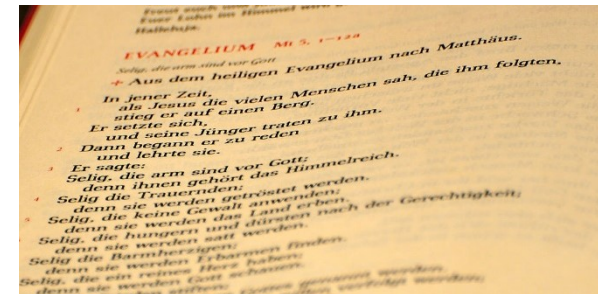 Freut euch und
Euer Lohn im Himmel wird
Halleluja.
EVANGELIUM Mt 5, 1–12a
Selig, die arm sind vor Gott
+ Aus dem heiligen Evangelium nach Matthäus.
1 In jener Zeit,
als Jesus die vielen Menschen sah, die ihm folgten,
stieg er auf einen Berg.
Er setzte sich,
und seine Jünger traten zu ihm.
2 Dann begann er zu reden
und lehrte sie.
3 Er sagte:
Selig, die arm sind vor Gott;
denn ihnen gehört das Himmelreich.
4 Selig die Trauernden;
denn sie werden getröstet werden.
5 Selig, die keine Gewalt anwenden;
denn sie werden das Land erben.
Selig, die hungern und dürsten nach der Gerechtigkeit;
denn sie werden satt werden.
Selig die Barmherzigen;
denn sie werden Erbarmen finden.
Selig, die ein reines Herz haben;
denn sie werden Gott schauen.
stiften;